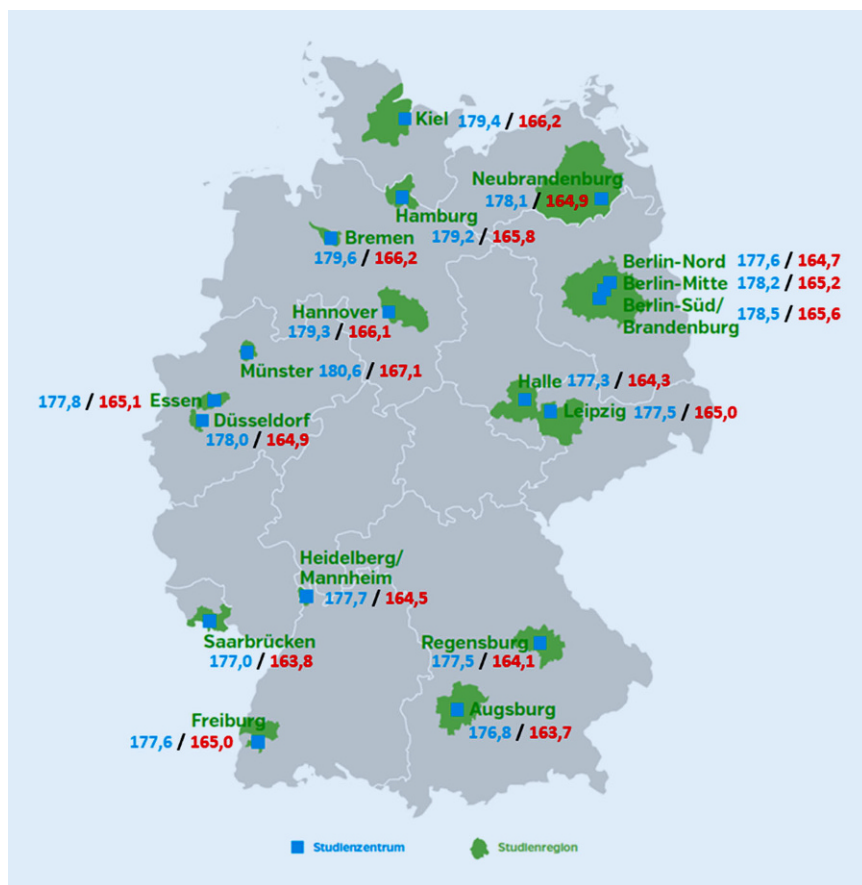 Kiel 179,4 / 166,2
Neubrandenburg
178,1 / 164,9
Hamburg
179,2 / 165,8
Bremen
179,6 / 166,2
Berlin-Nord 177,6 / 164,7
Berlin-Mitte 178,2 / 165,2
Berlin-Süd/
Brandenburg 178,5 / 165,6
Hannover
179,3 / 166,1
Münster 180,6 / 167,1
Halle 177,3 / 164,3
177,8 / 165,1 Essen
Leipzig 177,5 / 165,0
Düsseldorf
178,0 / 164,9
Heidelberg/
Mannheim
177,7 / 164,5
Saarbrücken
177,0 / 163,8
Regensburg
177,5 / 164,1
Augsburg
176,8 / 163,7
Freiburg
177,6 / 165,0
Studienzentrum
Studienregion